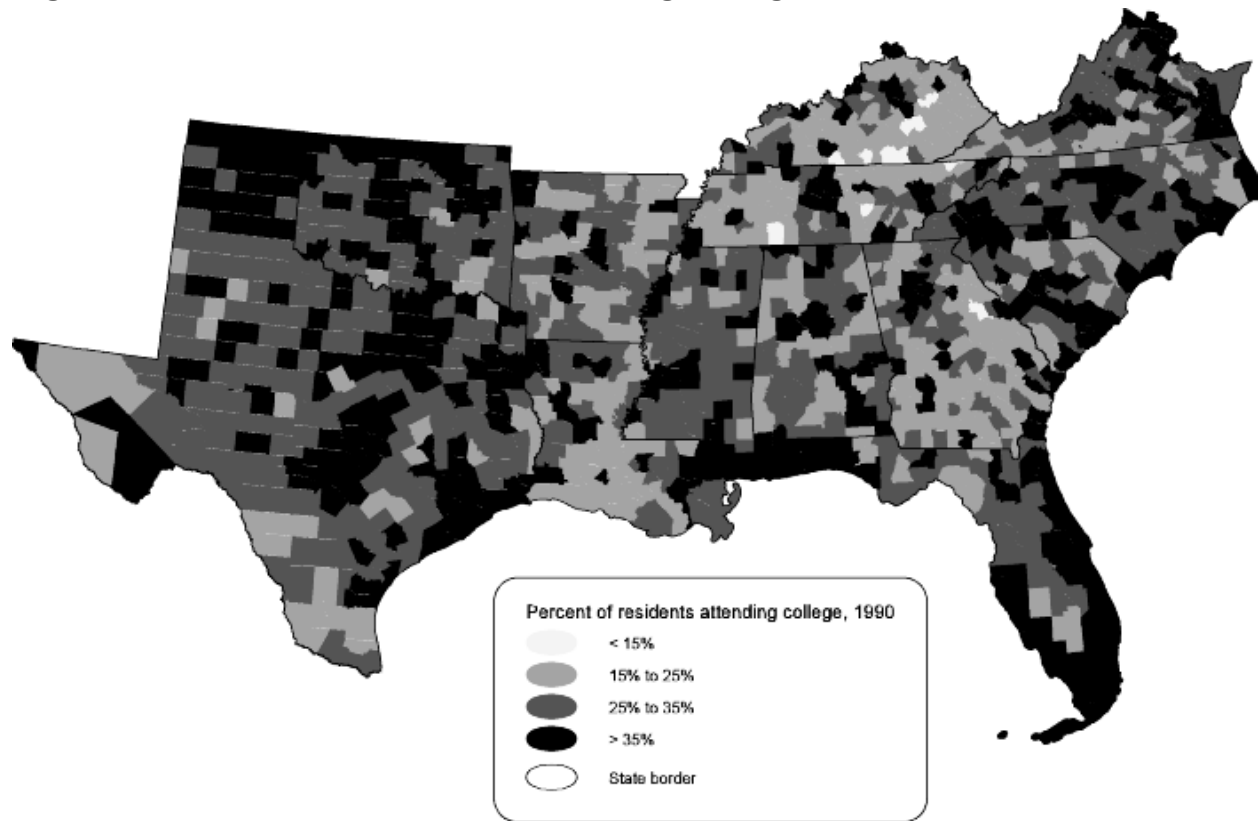 Percent of residents attending college, 1990
< 15%
15% to 25%
25% to 35%
> 35%
State border